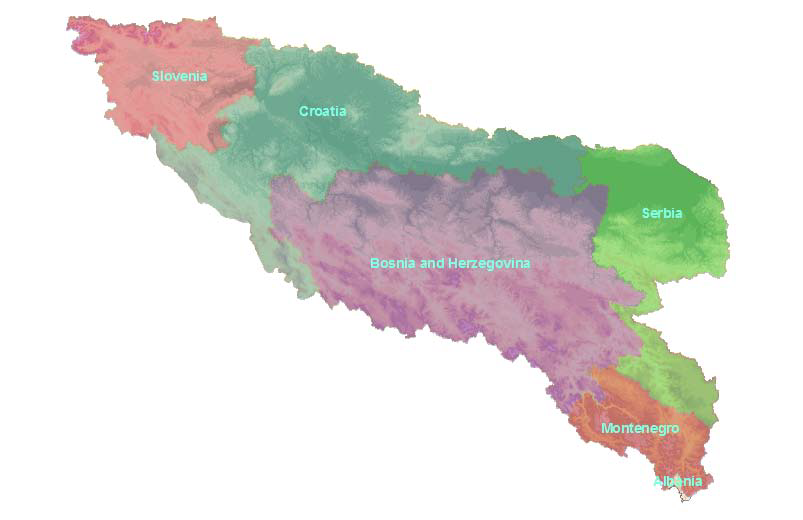 Slovenia
Croatia
Serbia
Bosnia and Herzegovina
Montenegro
Albania